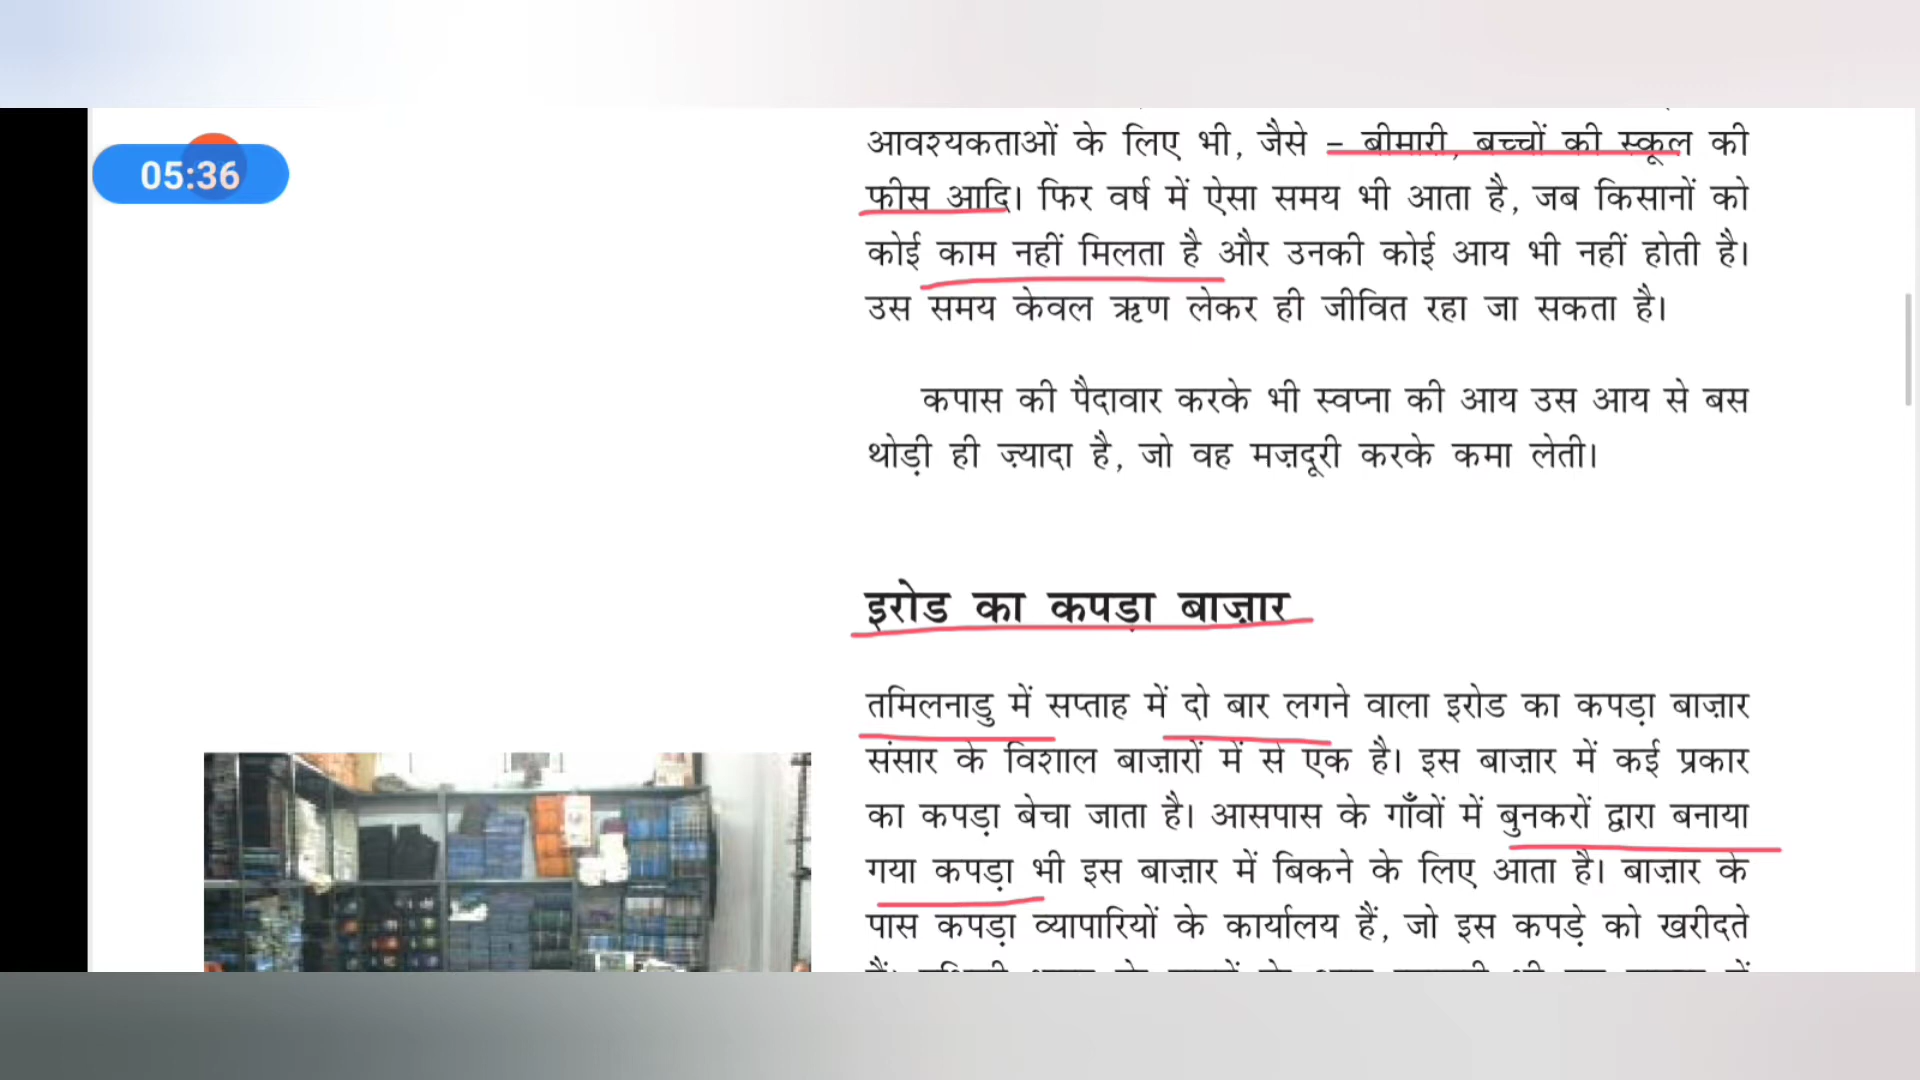 05:36
आवश्यकताओं के लिए भी, जैसे – बीमारी, बच्चों की स्कूल की
फीस आदि। फिर वर्ष में ऐसा समय भी आता है, जब किसानों को
कोई काम नहीं मिलता है और उनकी कोई आय भी नहीं होती है।
उस समय केवल ऋण लेकर ही जीवित रहा जा सकता है।
कपास की पैदावार करके भी स्वप्ना की आय उस आय से बस
थोड़ी ही ज़्यादा है, जो वह मज़दूरी करके कमा लेती।
इरोड का कपड़ा बाज़ार
तमिलनाडु में सप्ताह में दो बार लगने वाला इरोड का कपड़ा बाज़ार
संसार के विशाल बाज़ारों में से एक है। इस बाज़ार में कई प्रकार
का कपड़ा बेचा जाता है। आसपास के गाँवों में बुनकरों द्वारा बनाया
गया कपड़ा भी इस बाज़ार में बिकने के लिए आता है। बाज़ार के
पास कपड़ा व्यापारियों के कार्यालय हैं, जो इस कपड़े को खरीदते